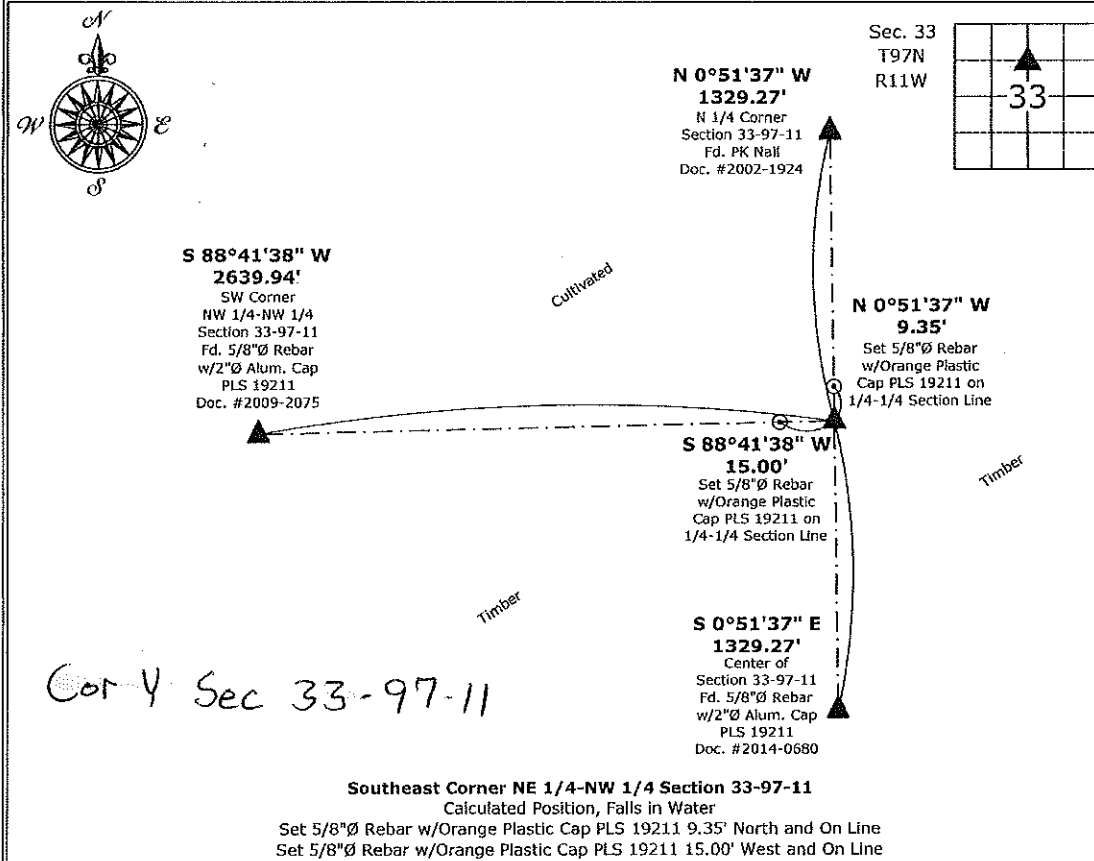 N
W
E
S
Sec. 33
T97N
R11W
33
N 0°51'37" W
1329.27'
N 1/4 Corner
Section 33-97-11
Fd. PK Nail
Doc. #2002-1924
S 88°41'38" W
2639.94'
SW Corner
NW 1/4-NW 1/4
Section 33-97-11
Fd. 5/8"Ø Rebar
w/2"Ø Alum. Cap
PLS 19211
Doc. #2009-2075
Cultivated
N 0°51'37" W
9.35'
Set 5/8"Ø Rebar
w/Orange Plastic
Cap PLS 19211 on
1/4-1/4 Section Line
S 88°41'38" W
15.00'
Set 5/8"Ø Rebar
w/Orange Plastic
Cap PLS 19211 on
1/4-1/4 Section Line
Timber
Timber
S 0°51'37" E
1329.27'
Center of
Section 33-97-11
Fd. 5/8"Ø Rebar
w/2"Ø Alum. Cap
PLS 19211
Doc. #2014-0680
Cor Y Sec 33-97-11
Southeast Corner NE 1/4-NW 1/4 Section 33-97-11
Calculated Position, Falls in Water
Set 5/8"Ø Rebar w/Orange Plastic Cap PLS 19211 9.35' North and On Line
Set 5/8"Ø Rebar w/Orange Plastic Cap PLS 19211 15.00' West and On Line